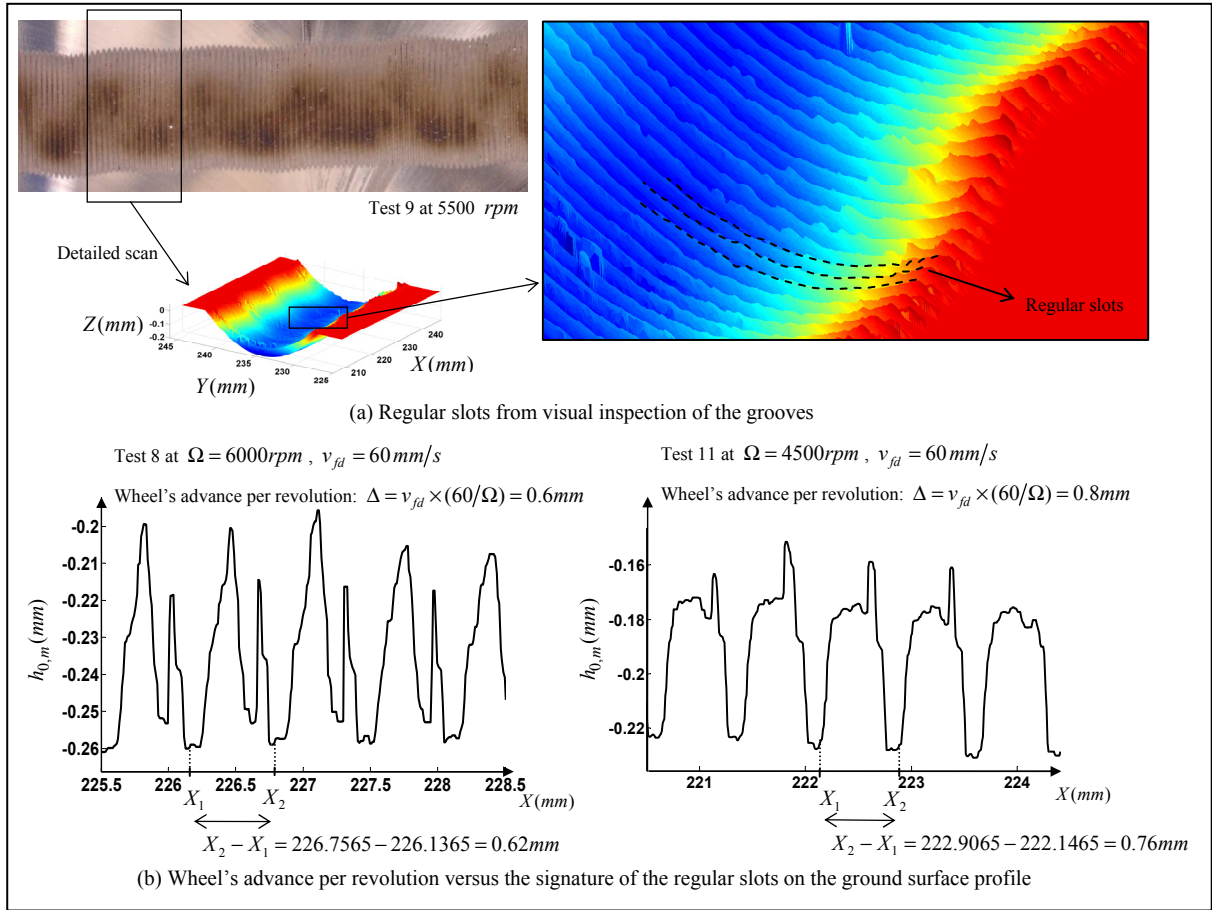 Test 9 at 5500 rpm
Detailed scan
Z(mm)
0
-0.1
-0.2
245
240
235
230
225
Y(mm)
210
220
230
240
X(mm)
Regular slots
(a) Regular slots from visual inspection of the grooves
Test 8 at Ω = 6000rpm , v_fd = 60mm/s
Wheel's advance per revolution: Δ = v_fd × (60/Ω) = 0.6mm
-0.2
-0.21
-0.22
-0.23
-0.24
-0.25
-0.26
h_0,m (mm)
225.5 226 226.5 227 227.5 228 228.5
X_1 X_2 X(mm)
X_2 − X_1 = 226.7565 − 226.1365 = 0.62mm
Test 11 at Ω = 4500rpm , v_fd = 60mm/s
Wheel's advance per revolution: Δ = v_fd × (60/Ω) = 0.8mm
-0.16
-0.18
-0.2
-0.22
h_0,m (mm)
221 222 223 224
X_1 X_2 X(mm)
X_2 − X_1 = 222.9065 − 222.1465 = 0.76mm
(b) Wheel's advance per revolution versus the signature of the regular slots on the ground surface profile